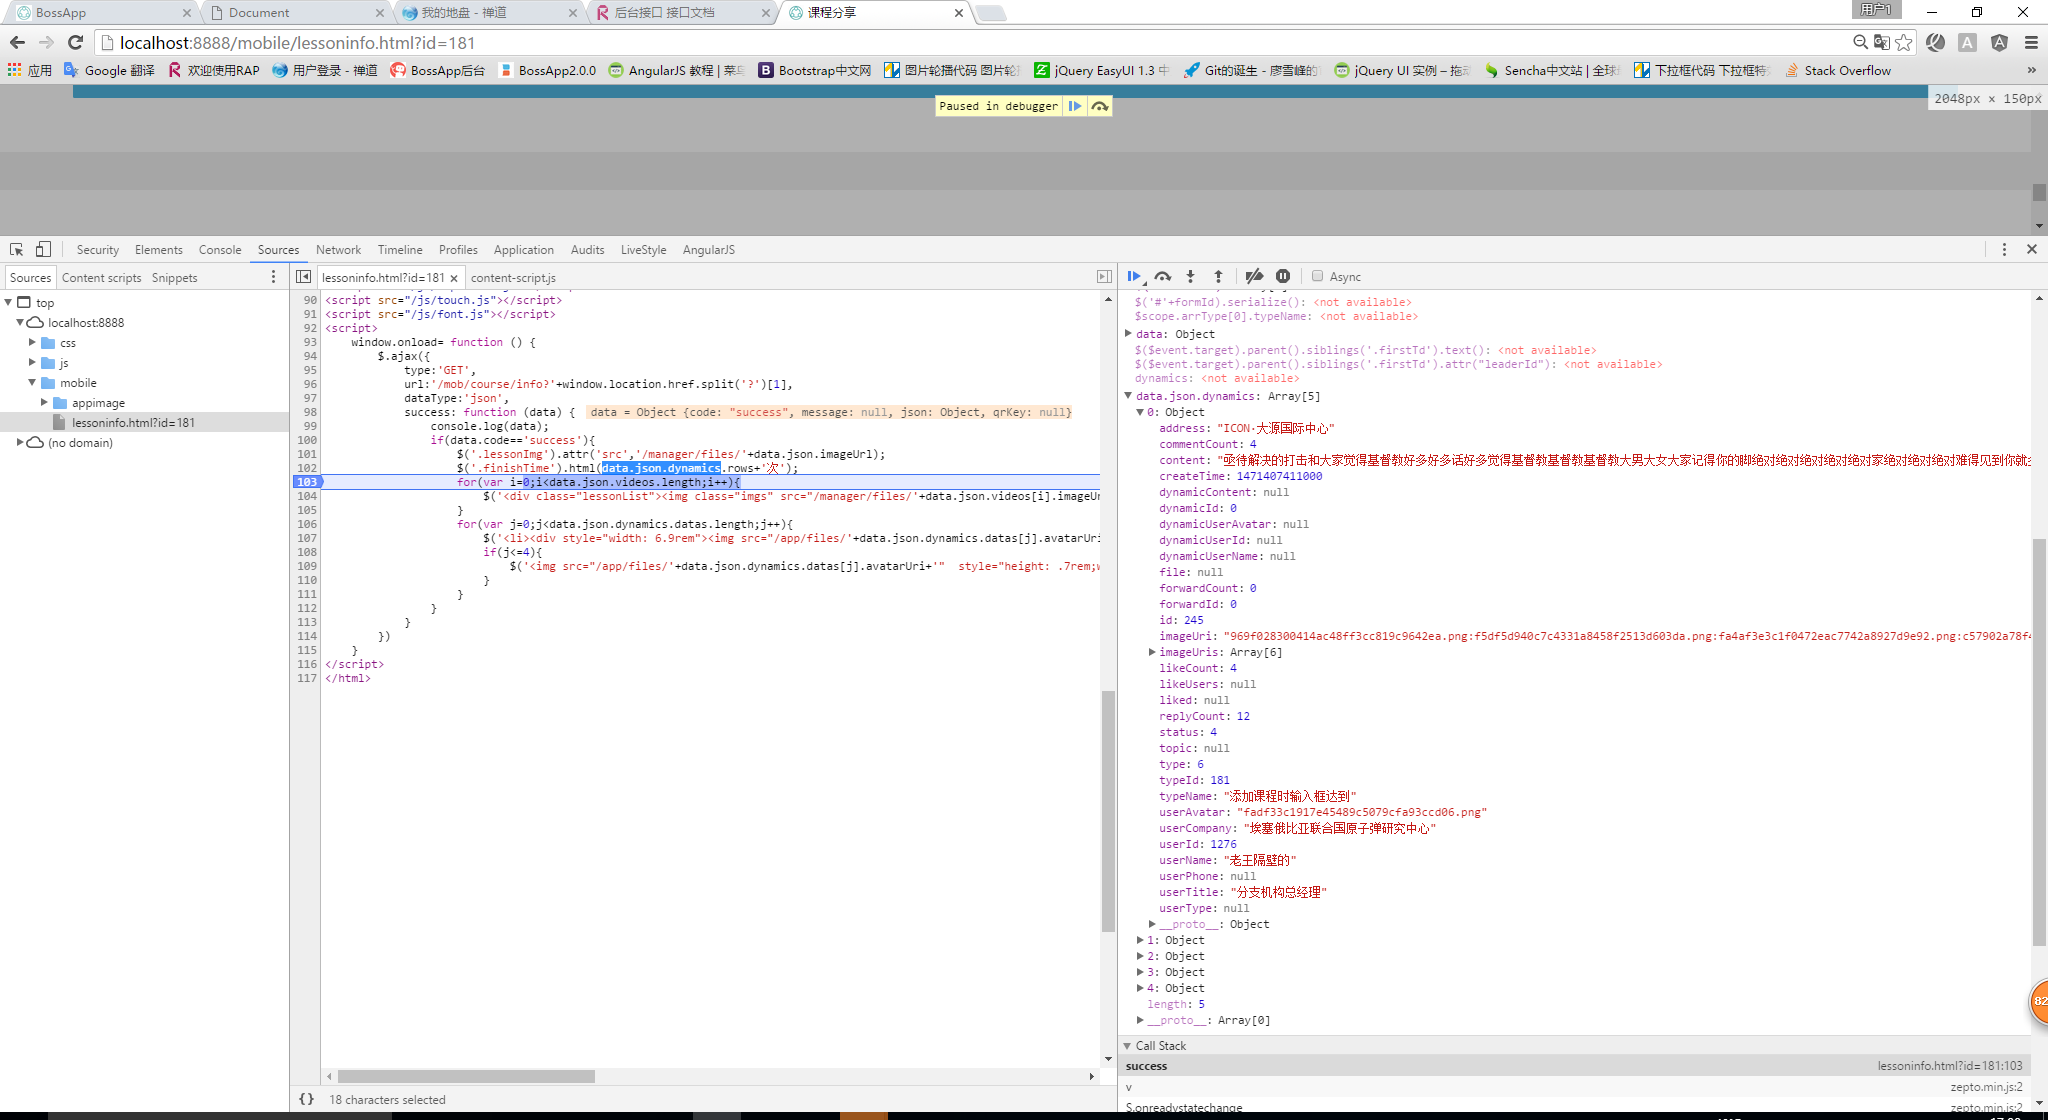 BossApp
Document
我的地盘 - 禅道
后台接口 接口文档
课程分享
用户1
localhost:8888/mobile/lessoninfo.html?id=181
应用
Google 翻译
欢迎使用RAP
用户登录 - 禅道
BossApp后台
BossApp2.0.0
AngularJS 教程 | 菜鸟
Bootstrap中文网
图片轮播代码 图片轮
jQuery EasyUI 1.3 中
Git的诞生 - 廖雪峰的
jQuery UI 实例 – 拖动
Sencha中文站 | 全球
下拉框代码 下拉框特
Stack Overflow
»
Paused in debugger
2048px × 150px
Security Elements Console Sources Network Timeline Profiles Application Audits LiveStyle AngularJS
Sources Content scripts Snippets
top
localhost:8888
css
js
mobile
appimage
lessoninfo.html?id=181
(no domain)
lessoninfo.html?id=181
content-script.js
90 <script src="/js/touch.js"></script>
91 <script src="/js/font.js"></script>
92 <script>
93 window.onload= function () {
94 $.ajax({
95 type:'GET',
96 url:'/mob/course/info?'+window.location.href.split('?')[1],
97 dataType:'json',
98 success: function (data) { data = Object {code: "success", message: null, json: Object, qrKey: null}
99 console.log(data);
100 if(data.code=='success'){
101 $('.lessonImg').attr('src','/manager/files/'+data.json.imageUrl);
102 $('.finishTime').html(data.json.dynamics.rows+'次');
103 for(var i=0;i<data.json.videos.length;i++){
104 $('<div class="lessonList"><img class="imgs" src="/manager/files/'+data.json.videos[i].imageUr
105 }
106 for(var j=0;j<data.json.dynamics.datas.length;j++){
107 $('<li><div style="width: 6.9rem"><img src="/app/files/'+data.json.dynamics.datas[j].avatarUri
108 if(j<=4){
109 $('<img src="/app/files/'+data.json.dynamics.datas[j].avatarUri+'" style="height: .7rem;w
110 }
111 }
112 }
113 }
114 })
115 }
116 </script>
117 </html>
{} 18 characters selected
Async
$('#'+formId).serialize(): <not available>
$scope.arrType[0].typeName: <not available>
data: Object
$($event.target).parent().siblings('.firstTd').text(): <not available>
$($event.target).parent().siblings('.firstTd').attr("leaderId"): <not available>
dynamics: <not available>
data.json.dynamics: Array[5]
0: Object
address: "ICON·大源国际中心"
commentCount: 4
content: "亟待解决的打击和大家觉得基督教好多好多话好多觉得基督教基督教基督教大男大女大家记得你的脚绝对绝对绝对绝对绝对家绝对绝对绝对难得见到你就
createTime: 1471407411000
dynamicContent: null
dynamicId: 0
dynamicUserAvatar: null
dynamicUserId: null
dynamicUserName: null
file: null
forwardCount: 0
forwardId: 0
id: 245
imageUri: "969f028300414ac48ff3cc819c9642ea.png:f5df5d940c7c4331a8458f2513d603da.png:fa4af3e3c1f0472eac7742a8927d9e92.png:c57902a78f4
imageUris: Array[6]
likeCount: 4
likeUsers: null
liked: null
replyCount: 12
status: 4
topic: null
type: 6
typeId: 181
typeName: "添加课程时输入框达到"
userAvatar: "fadf33c1917e45489c5079cfa93ccd06.png"
userCompany: "埃塞俄比亚联合国原子弹研究中心"
userId: 1276
userName: "老王隔壁的"
userPhone: null
userTitle: "分支机构总经理"
userType: null
__proto__: Object
1: Object
2: Object
3: Object
4: Object
length: 5
__proto__: Array[0]
Call Stack
success lessoninfo.html?id=181:103
v zepto.min.js:2
S.onreadystatechange zepto.min.js:2
82